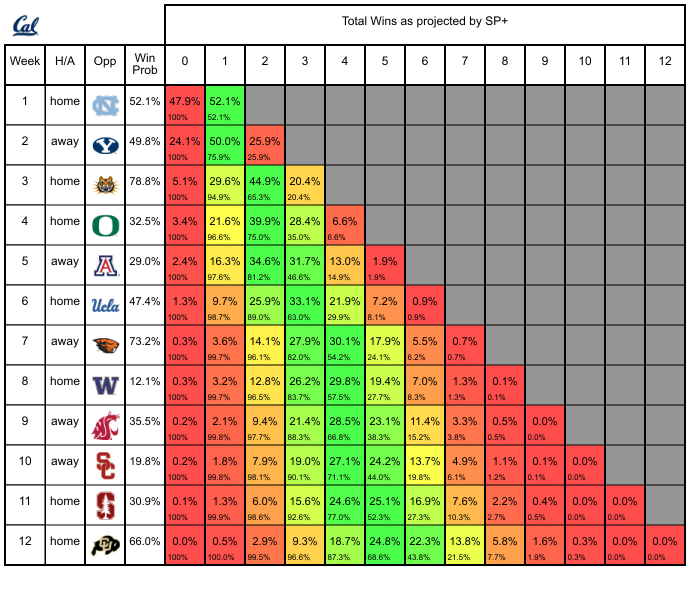 Cal
Total Wins as projected by SP+
Week H/A Opp Win Prob 0 1 2 3 4 5 6 7 8 9 10 11 12
1 home NC 52.1% 47.9% 52.1%
100% 52.1%
2 away Y 49.8% 24.1% 50.0% 25.9%
100% 75.9% 25.9%
3 home 78.8% 5.1% 29.6% 44.9% 20.4%
100% 94.9% 65.3% 20.4%
4 home O 32.5% 3.4% 21.6% 39.9% 28.4% 6.6%
100% 96.6% 75.0% 35.0% 6.6%
5 away A 29.0% 2.4% 16.3% 34.6% 31.7% 13.0% 1.9%
100% 97.6% 81.2% 46.6% 14.9% 1.9%
6 home Ucla 47.4% 1.3% 9.7% 25.9% 33.1% 21.9% 7.2% 0.9%
100% 98.7% 89.0% 63.0% 29.9% 8.1% 0.9%
7 away 73.2% 0.3% 3.6% 14.1% 27.9% 30.1% 17.9% 5.5% 0.7%
100% 99.7% 96.1% 82.0% 54.2% 24.1% 6.2% 0.7%
8 home W 12.1% 0.3% 3.2% 12.8% 26.2% 29.8% 19.4% 7.0% 1.3% 0.1%
100% 99.7% 96.5% 83.7% 57.5% 27.7% 8.3% 1.3% 0.1%
9 away 35.5% 0.2% 2.1% 9.4% 21.4% 28.5% 23.1% 11.4% 3.3% 0.5% 0.0%
100% 99.8% 97.7% 88.3% 66.8% 38.3% 15.2% 3.8% 0.5% 0.0%
10 away SC 19.8% 0.2% 1.8% 7.9% 19.0% 27.1% 24.2% 13.7% 4.9% 1.1% 0.1% 0.0%
100% 99.8% 98.1% 90.1% 71.1% 44.0% 19.8% 6.1% 1.2% 0.1% 0.0%
11 home S 30.9% 0.1% 1.3% 6.0% 15.6% 24.6% 25.1% 16.9% 7.6% 2.2% 0.4% 0.0% 0.0%
100% 99.9% 98.6% 92.6% 77.0% 52.3% 27.3% 10.3% 2.7% 0.5% 0.0% 0.0%
12 home CU 66.0% 0.0% 0.5% 2.9% 9.3% 18.7% 24.8% 22.3% 13.8% 5.8% 1.6% 0.3% 0.0% 0.0%
100% 100.0% 99.5% 96.6% 87.3% 68.6% 43.8% 21.5% 7.7% 1.9% 0.3% 0.0% 0.0%